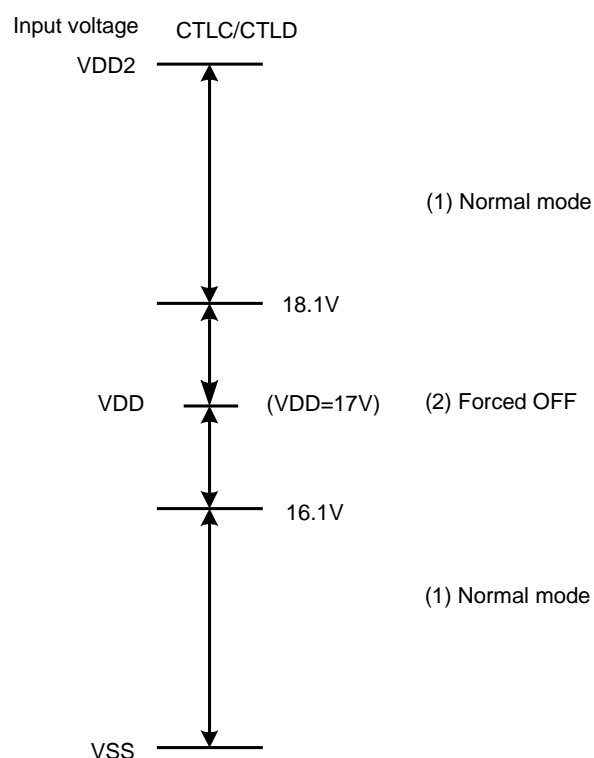 Input voltage CTLC/CTLD
VDD2
(1) Normal mode
18.1V
VDD (VDD=17V) (2) Forced OFF
16.1V
(1) Normal mode
VSS